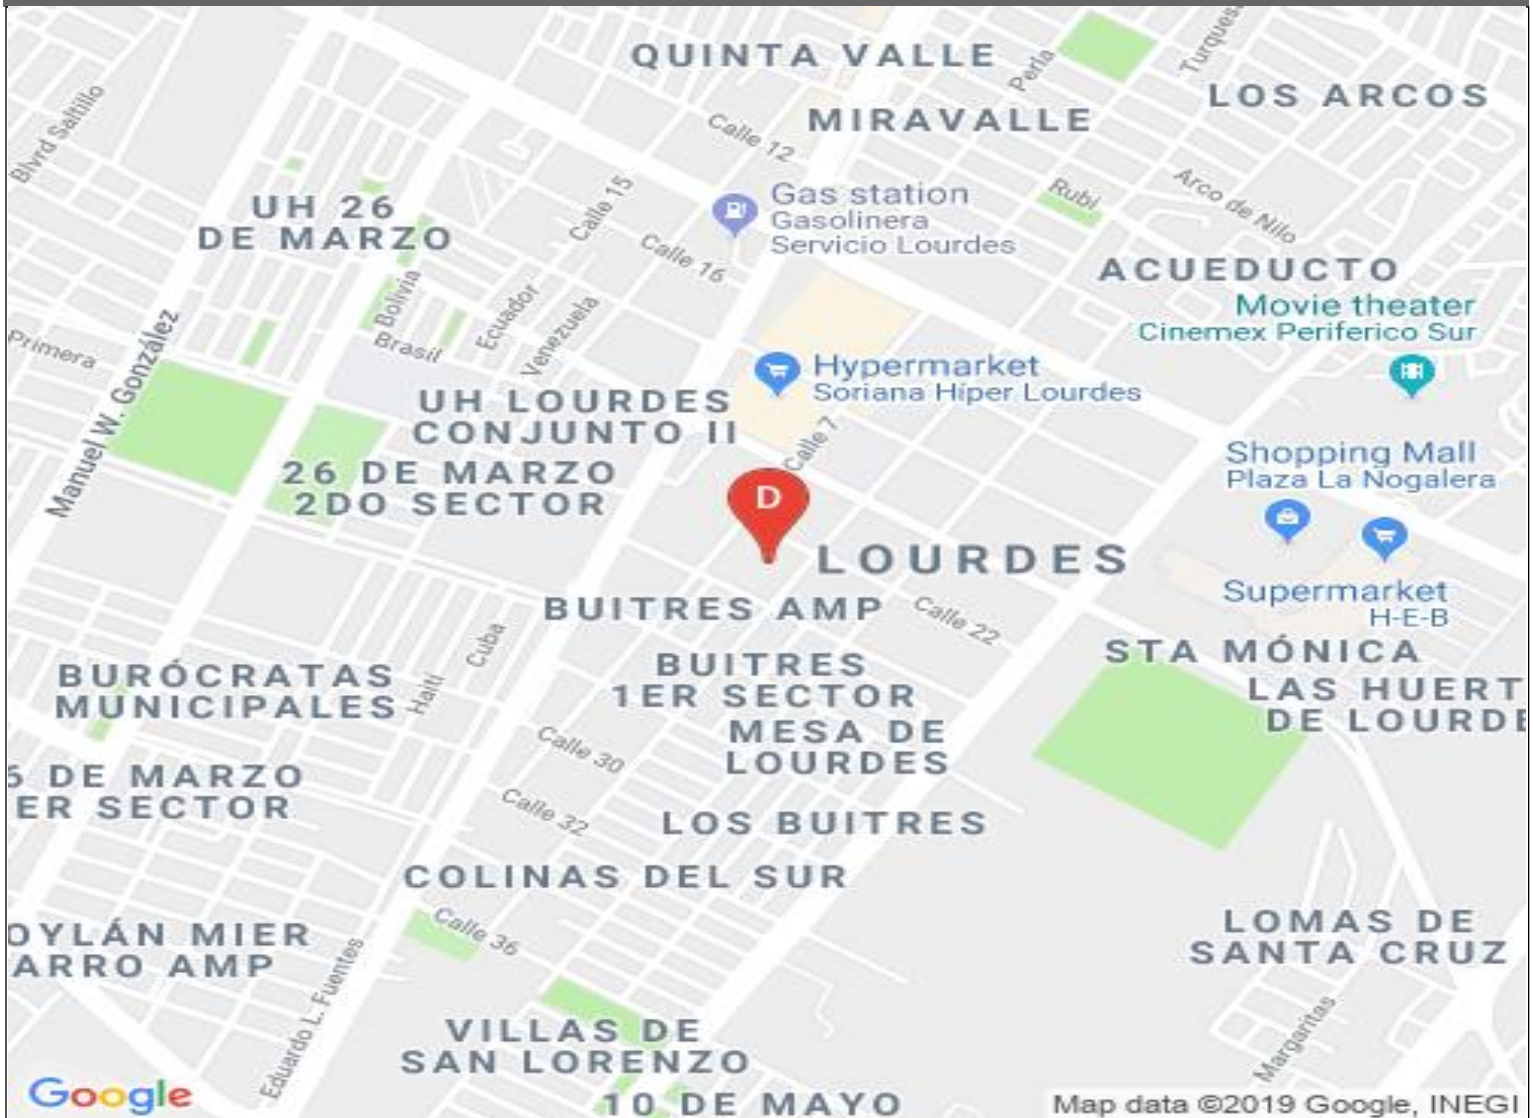 QUINTA VALLE
Perla
Turquesa
LOS ARCOS
Blvrd Saltillo
Calle 12
MIRAVALLE
UH 26
DE MARZO
Calle 15
Calle 16
Gas station
Gasolinera
Servicio Lourdes
Rubí
Arco de Nilo
ACUEDUCTO
Movie theater
Cinemex Periferico Sur
Bolivia
Brasil
Ecuador
Venezuela
Primera
Manuel W. González
Hypermarket
Soriana Híper Lourdes
UH LOURDES
CONJUNTO II
Calle 7
26 DE MARZO
2DO SECTOR
Shopping Mall
Plaza La Nogalera
D
LOURDES
Supermarket
H-E-B
BUITRES AMP
Calle 22
Cuba
Haití
BURÓCRATAS
MUNICIPALES
BUITRES
1ER SECTOR
STA MÓNICA
LAS HUERT
DE LOURDE
MESA DE
LOURDES
Calle 30
6 DE MARZO
ER SECTOR
Calle 32
LOS BUITRES
COLINAS DEL SUR
Calle 36
OYLÁN MIER
ARRO AMP
Eduardo L. Fuentes
LOMAS DE
SANTA CRUZ
Margaritas
VILLAS DE
SAN LORENZO
10 DE MAYO
Google
Map data ©2019 Google, INEGI